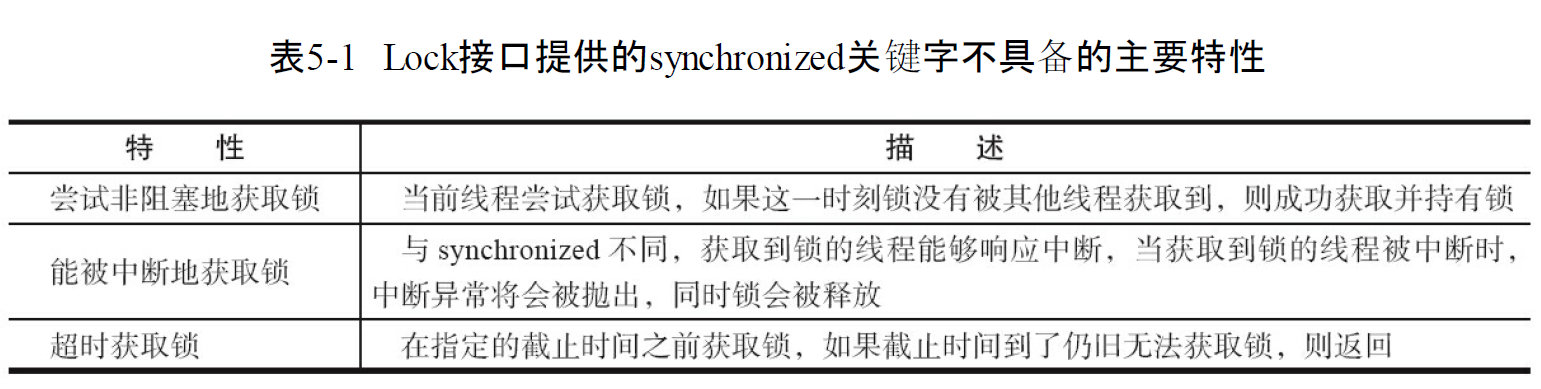 表5-1 Lock接口提供的synchronized关键字不具备的主要特性
特 性 描 述
尝试非阻塞地获取锁 当前线程尝试获取锁，如果这一时刻锁没有被其他线程获取到，则成功获取并持有锁
能被中断地获取锁 与 synchronized 不同，获取到锁的线程能够响应中断，当获取到锁的线程被中断时，
中断异常将会被抛出，同时锁会被释放
超时获取锁 在指定的截止时间之前获取锁，如果截止时间到了仍旧无法获取锁，则返回